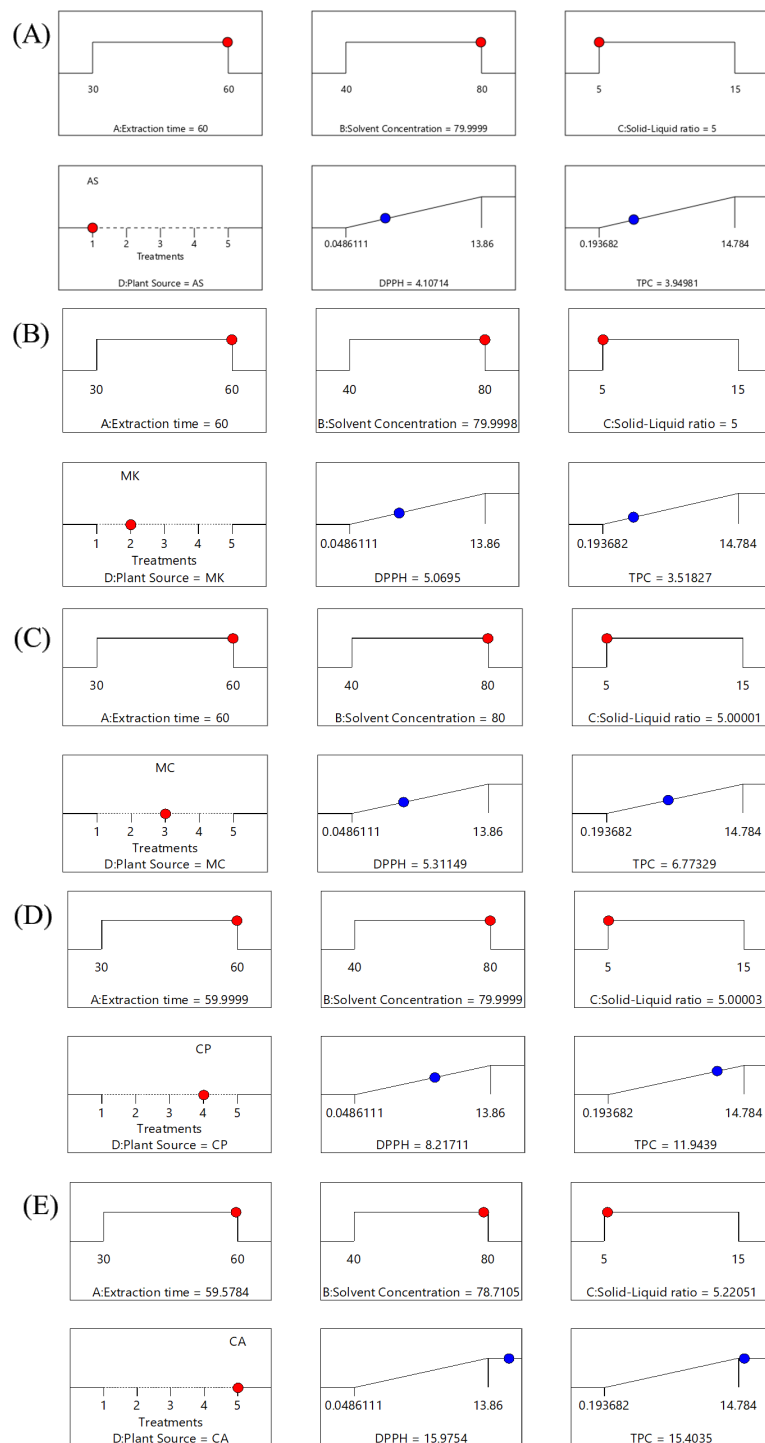 (A)
30 60
A:Extraction time = 60
40 80
B:Solvent Concentration = 79.9999
5 15
C:Solid-Liquid ratio = 5
AS
1 2 3 4 5
Treatments
D:Plant Source = AS
0.0486111 13.86
DPPH = 4.10714
0.193682 14.784
TPC = 3.94981
(B)
30 60
A:Extraction time = 60
40 80
B:Solvent Concentration = 79.9998
5 15
C:Solid-Liquid ratio = 5
MK
1 2 3 4 5
Treatments
D:Plant Source = MK
0.0486111 13.86
DPPH = 5.0695
0.193682 14.784
TPC = 3.51827
(C)
30 60
A:Extraction time = 60
40 80
B:Solvent Concentration = 80
5 15
C:Solid-Liquid ratio = 5.00001
MC
1 2 3 4 5
Treatments
D:Plant Source = MC
0.0486111 13.86
DPPH = 5.31149
0.193682 14.784
TPC = 6.77329
(D)
30 60
A:Extraction time = 59.9999
40 80
B:Solvent Concentration = 79.9999
5 15
C:Solid-Liquid ratio = 5.00003
CP
1 2 3 4 5
Treatments
D:Plant Source = CP
0.0486111 13.86
DPPH = 8.21711
0.193682 14.784
TPC = 11.9439
(E)
30 60
A:Extraction time = 59.5784
40 80
B:Solvent Concentration = 78.7105
5 15
C:Solid-Liquid ratio = 5.22051
CA
1 2 3 4 5
Treatments
D:Plant Source = CA
0.0486111 13.86
DPPH = 15.9754
0.193682 14.784
TPC = 15.4035